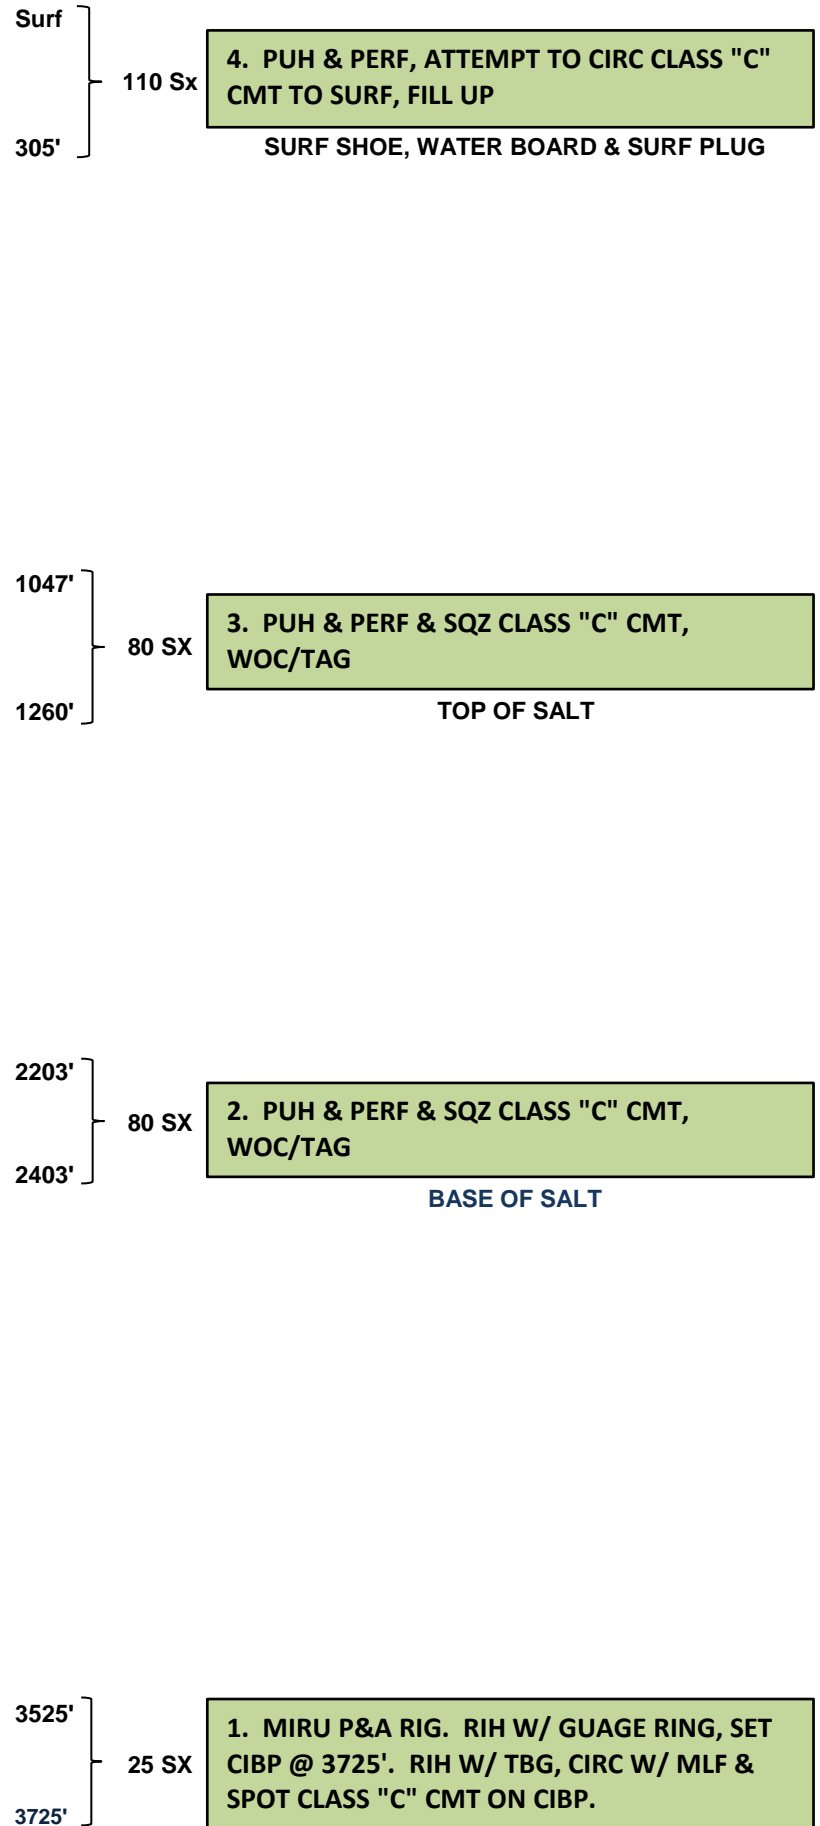 Surf
110 Sx
4. PUH & PERF, ATTEMPT TO CIRC CLASS "C"
CMT TO SURF, FILL UP
305'
SURF SHOE, WATER BOARD & SURF PLUG
1047'
80 SX
3. PUH & PERF & SQZ CLASS "C" CMT,
WOC/TAG
1260'
TOP OF SALT
2203'
80 SX
2. PUH & PERF & SQZ CLASS "C" CMT,
WOC/TAG
2403'
BASE OF SALT
3525'
25 SX
1. MIRU P&A RIG. RIH W/ GUAGE RING, SET
CIBP @ 3725'. RIH W/ TBG, CIRC W/ MLF &
SPOT CLASS "C" CMT ON CIBP.
3725'